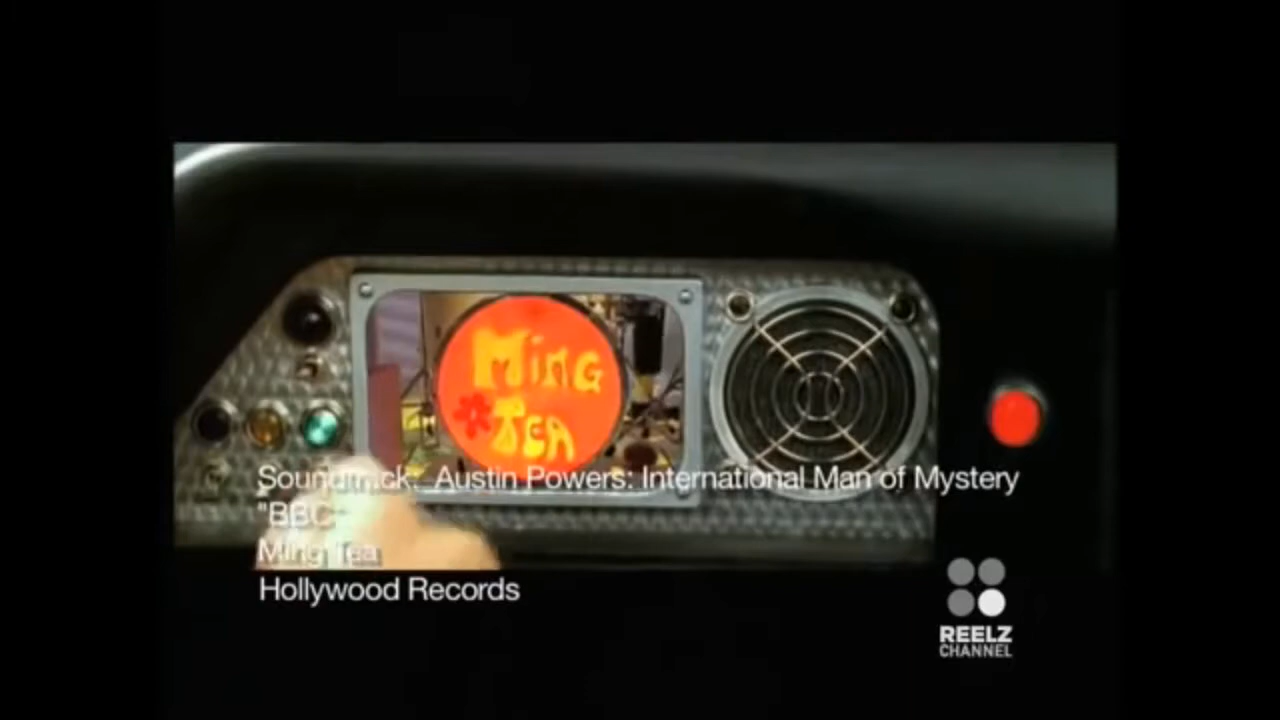 Ming
Tea
Soundtrack: Austin Powers: International Man of Mystery
"BBC"
Ming Tea
Hollywood Records
REELZ
CHANNEL